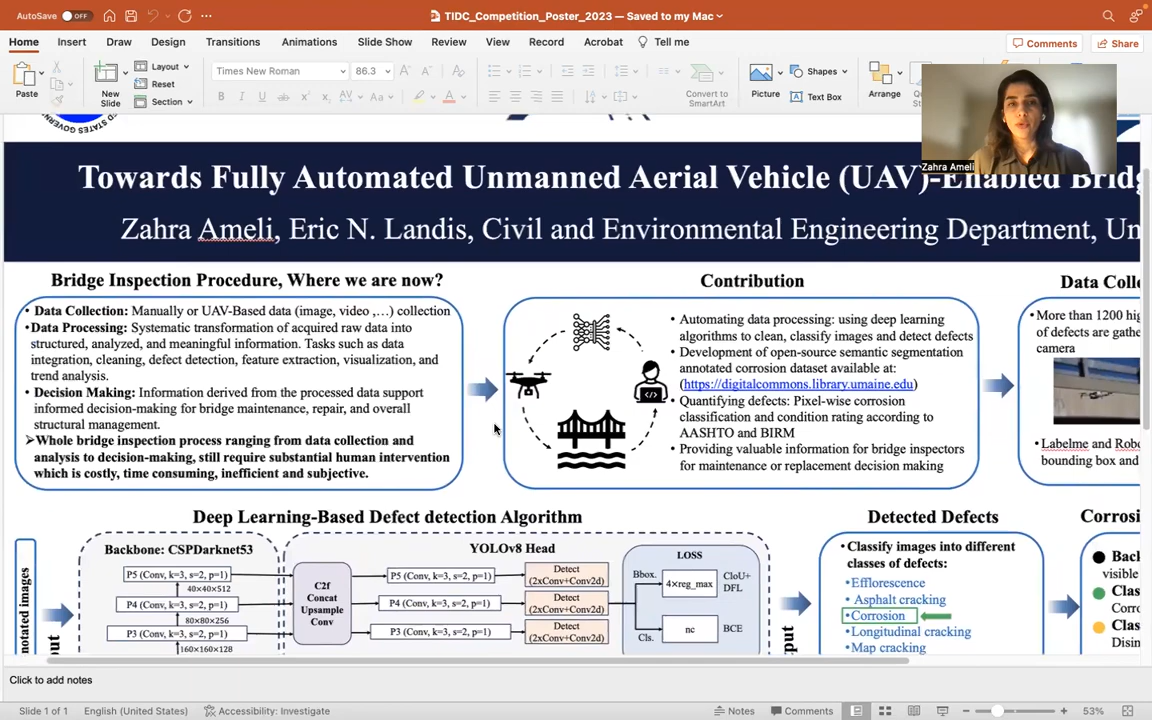 AutoSave OFF
TIDC_Competition_Poster_2023 — Saved to my Mac
Home Insert Draw Design Transitions Animations Slide Show Review View Record Acrobat Tell me
Comments Share
Paste
New Slide
Layout
Reset
Section
Times New Roman 86.3
Convert to SmartArt
Picture
Shapes
Text Box
Arrange
Zahra Ameli
STATES GOVERN
Towards Fully Automated Unmanned Aerial Vehicle (UAV)-Enabled Bridg
Zahra Ameli, Eric N. Landis, Civil and Environmental Engineering Department, Un
Bridge Inspection Procedure, Where we are now?
• Data Collection: Manually or UAV-Based data (image, video ,…) collection
•Data Processing: Systematic transformation of acquired raw data into
structured, analyzed, and meaningful information. Tasks such as data
integration, cleaning, defect detection, feature extraction, visualization, and
trend analysis.
• Decision Making: Information derived from the processed data support
informed decision-making for bridge maintenance, repair, and overall
structural management.
➢Whole bridge inspection process ranging from data collection and
analysis to decision-making, still require substantial human intervention
which is costly, time consuming, inefficient and subjective.
Contribution
• Automating data processing: using deep learning
algorithms to clean, classify images and detect defects
• Development of open-source semantic segmentation
annotated corrosion dataset available at:
(https://digitalcommons.library.umaine.edu)
• Quantifying defects: Pixel-wise corrosion
classification and condition rating according to
AASHTO and BIRM
• Providing valuable information for bridge inspectors
for maintenance or replacement decision making
Data Colle
•More than 1200 hig
of defects are gathe
camera
•Labelme and Robo
bounding box and
Deep Learning-Based Defect detection Algorithm
notated images
put
Backbone: CSPDarknet53
P5 (Conv, k=3, s=2, p=1)
40×40×512
P4 (Conv, k=3, s=2, p=1)
80×80×256
P3 (Conv, k=3, s=2, p=1)
160×160×128
YOLOv8 Head
C2f
Concat
Upsample
Conv
P5 (Conv, k=3, s=2, p=1)
P4 (Conv, k=3, s=2, p=1)
P3 (Conv, k=3, s=2, p=1)
Detect
(2xConv+Conv2d)
Detect
(2xConv+Conv2d)
Detect
(2xConv+Conv2d)
LOSS
Bbox.
4×reg_max
CIoU+
DFL
Cls.
nc
BCE
put
Detected Defects
•Classify images into different
classes of defects:
•Efflorescence
• Asphalt cracking
•Corrosion
•Longitudinal cracking
•Map cracking
Corrosi
Back
visible
Clas
Corro
Clas
Disin
Click to add notes
Slide 1 of 1 English (United States) Accessibility: Investigate Notes Comments 53%